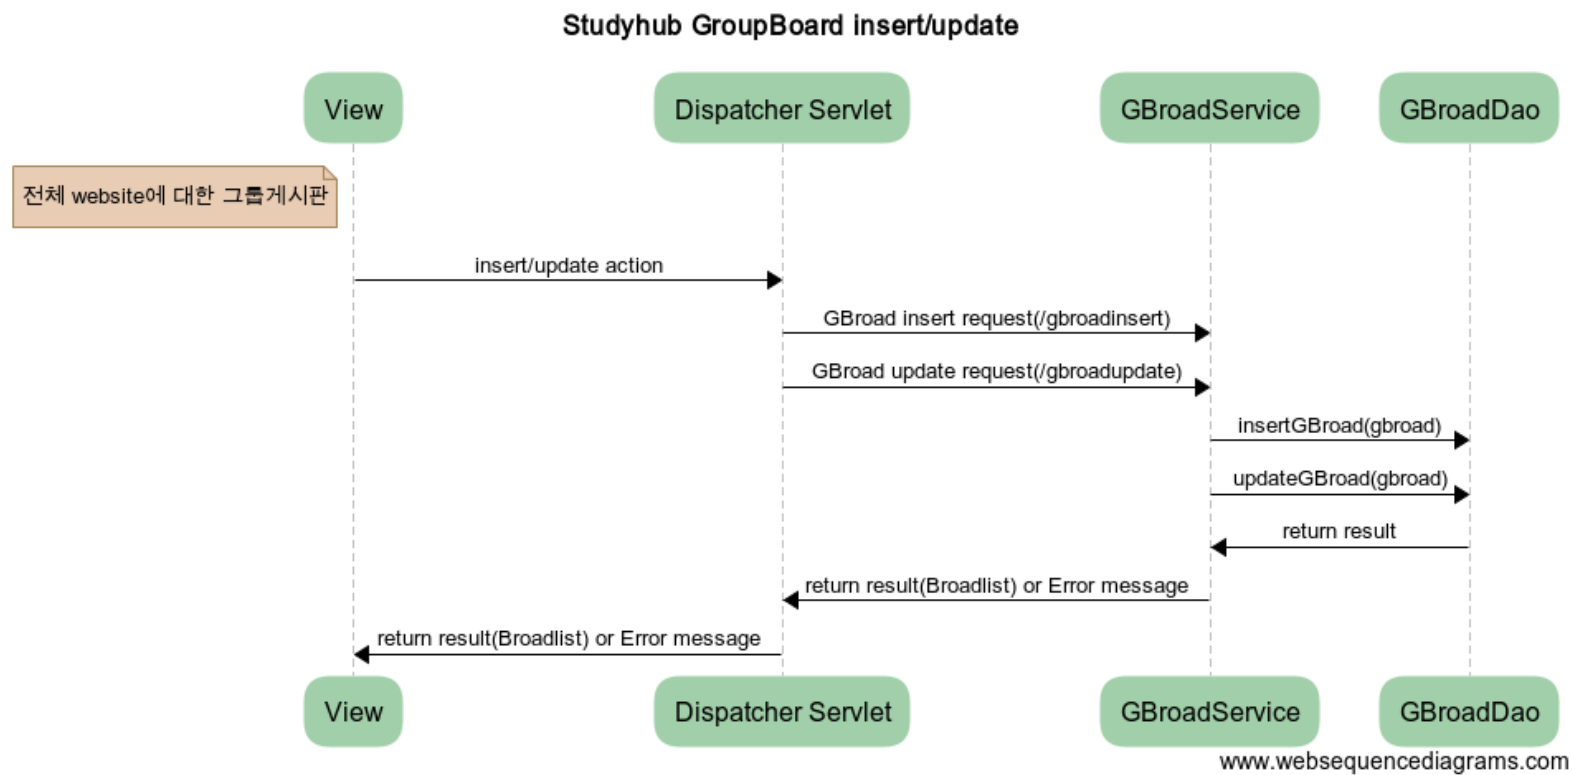 Studyhub GroupBoard insert/update
View
Dispatcher Servlet
GBroadService
GBroadDao
전체 website에 대한 그룹게시판
insert/update action
GBroad insert request(/gbroadinsert)
GBroad update request(/gbroadupdate)
insertGBroad(gbroad)
updateGBroad(gbroad)
return result
return result(Broadlist) or Error message
return result(Broadlist) or Error message
View
Dispatcher Servlet
GBroadService
GBroadDao
www.websequencediagrams.com